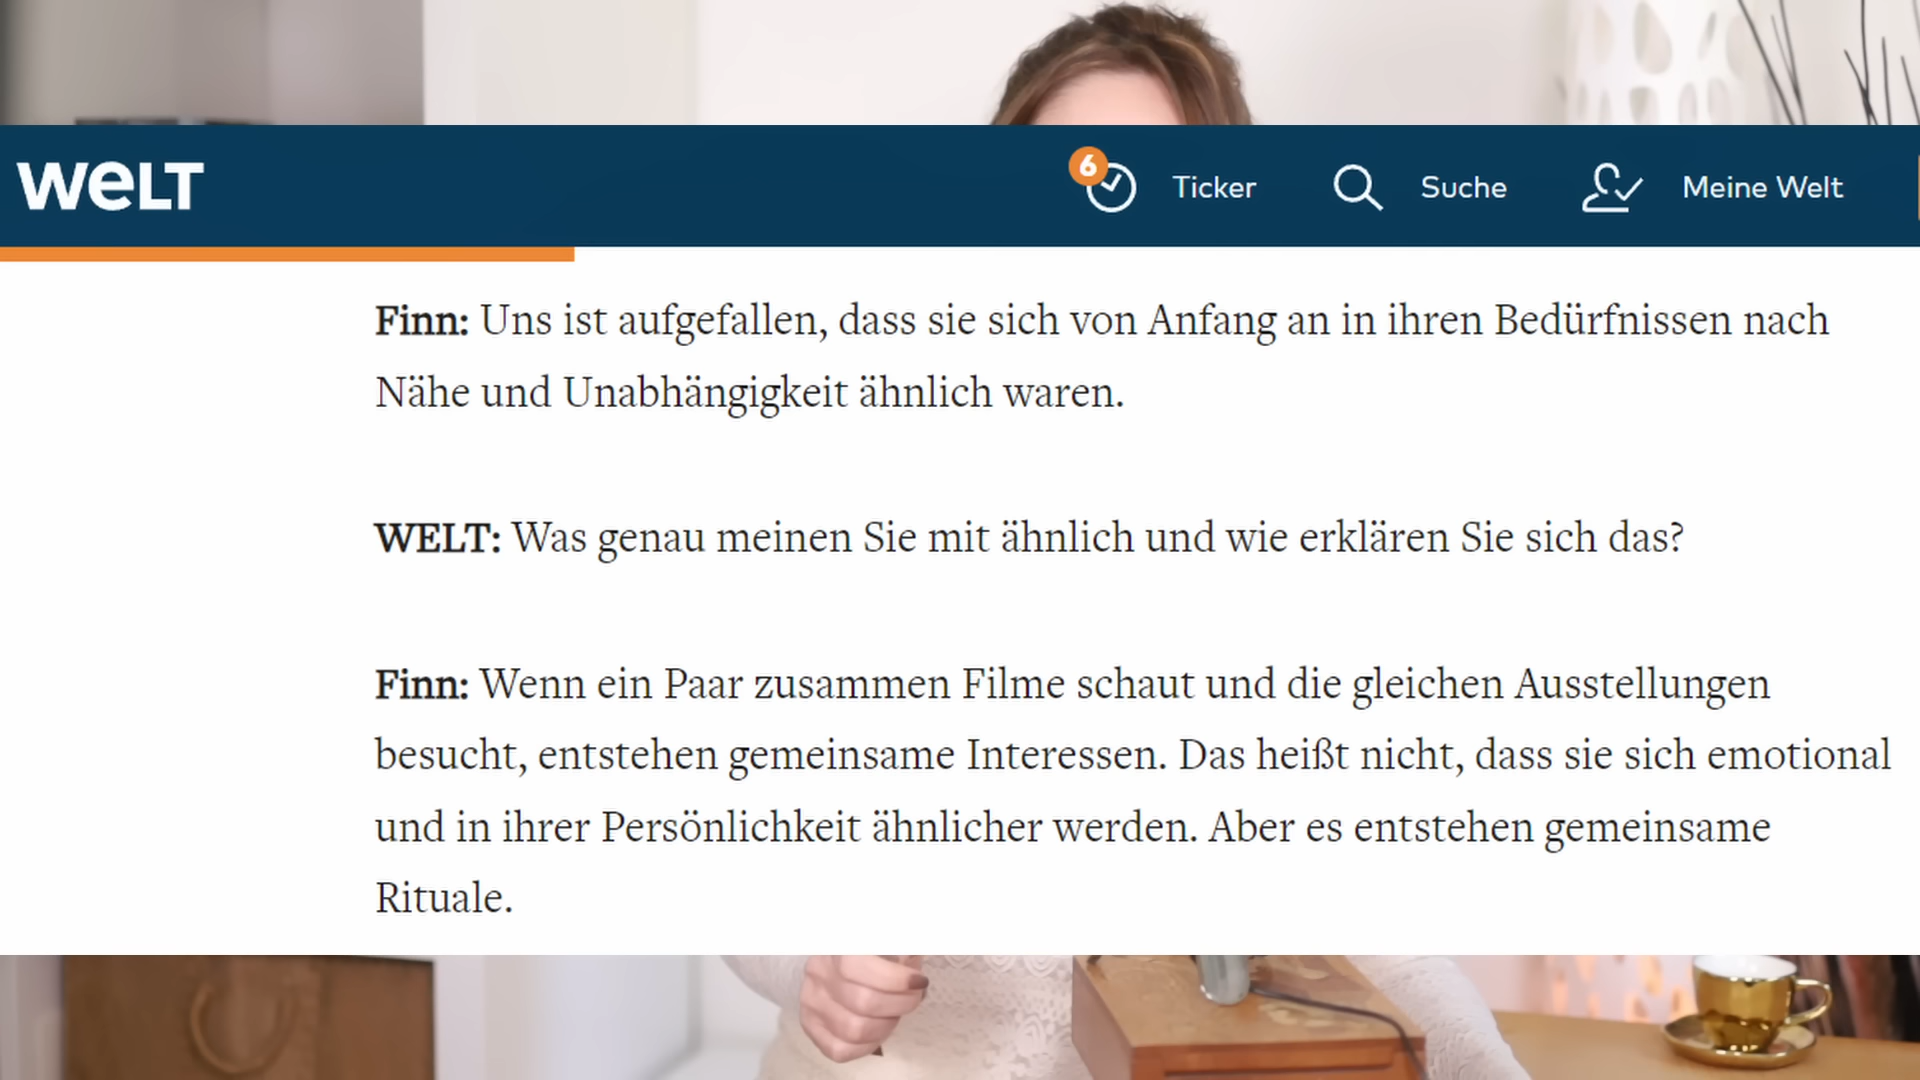 WELT
6
Ticker
Suche
Meine Welt
Finn: Uns ist aufgefallen, dass sie sich von Anfang an in ihren Bedürfnissen nach
Nähe und Unabhängigkeit ähnlich waren.
WELT: Was genau meinen Sie mit ähnlich und wie erklären Sie sich das?
Finn: Wenn ein Paar zusammen Filme schaut und die gleichen Ausstellungen
besucht, entstehen gemeinsame Interessen. Das heißt nicht, dass sie sich emotional
und in ihrer Persönlichkeit ähnlicher werden. Aber es entstehen gemeinsame
Rituale.